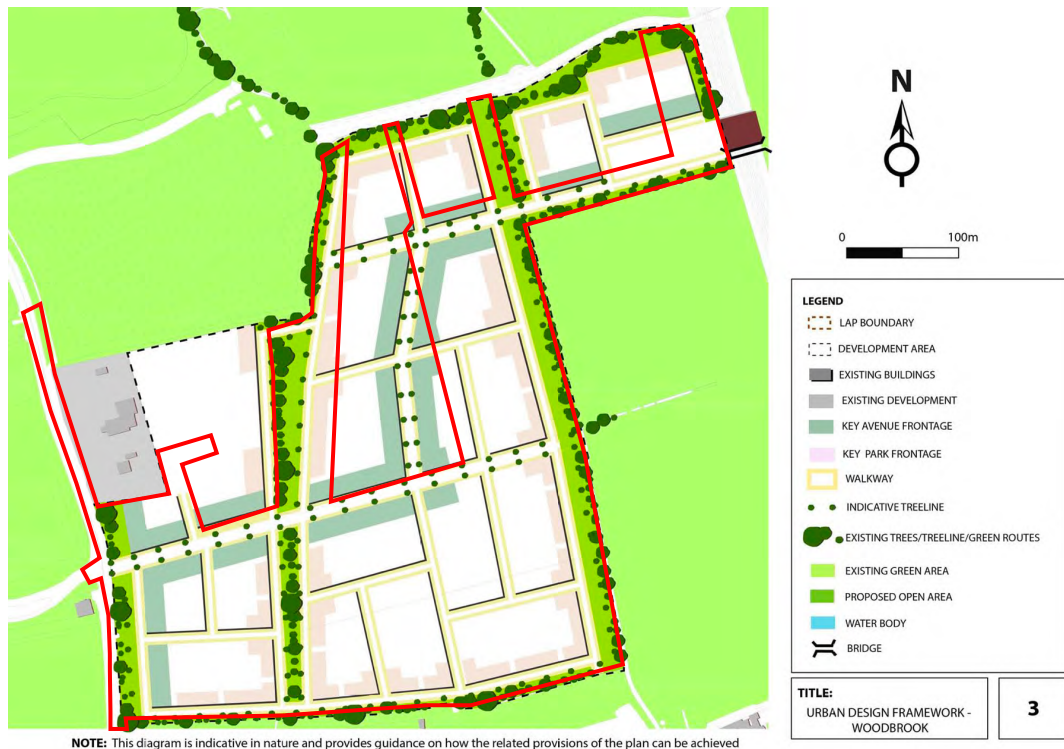 N
0 100m
LEGEND
LAP BOUNDARY
DEVELOPMENT AREA
EXISTING BUILDINGS
EXISTING DEVELOPMENT
KEY AVENUE FRONTAGE
KEY PARK FRONTAGE
WALKWAY
INDICATIVE TREELINE
EXISTING TREES/TREELINE/GREEN ROUTES
EXISTING GREEN AREA
PROPOSED OPEN AREA
WATER BODY
BRIDGE
TITLE:
URBAN DESIGN FRAMEWORK -
WOODBROOK
3
NOTE: This diagram is indicative in nature and provides guidance on how the related provisions of the plan can be achieved